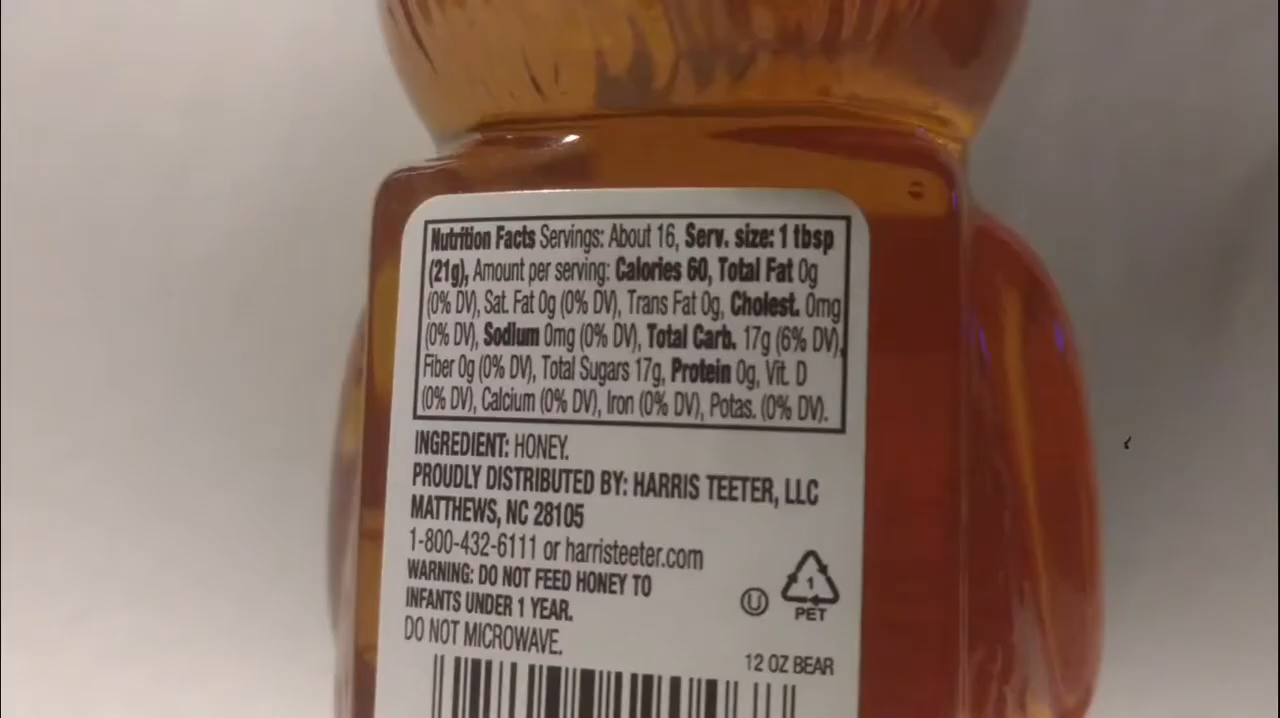 Nutrition Facts Servings: About 16, Serv. size: 1 tbsp
(21g), Amount per serving: Calories 60, Total Fat 0g
(0% DV), Sat. Fat 0g (0% DV), Trans Fat 0g, Cholest. 0mg
(0% DV), Sodium 0mg (0% DV), Total Carb. 17g (6% DV),
Fiber 0g (0% DV), Total Sugars 17g, Protein 0g, Vit. D
(0% DV), Calcium (0% DV), Iron (0% DV), Potas. (0% DV).
INGREDIENT: HONEY.
PROUDLY DISTRIBUTED BY: HARRIS TEETER, LLC
MATTHEWS, NC 28105
1-800-432-6111 or harristeeter.com
WARNING: DO NOT FEED HONEY TO
INFANTS UNDER 1 YEAR.
DO NOT MICROWAVE.
U
1
PET
12 OZ BEAR